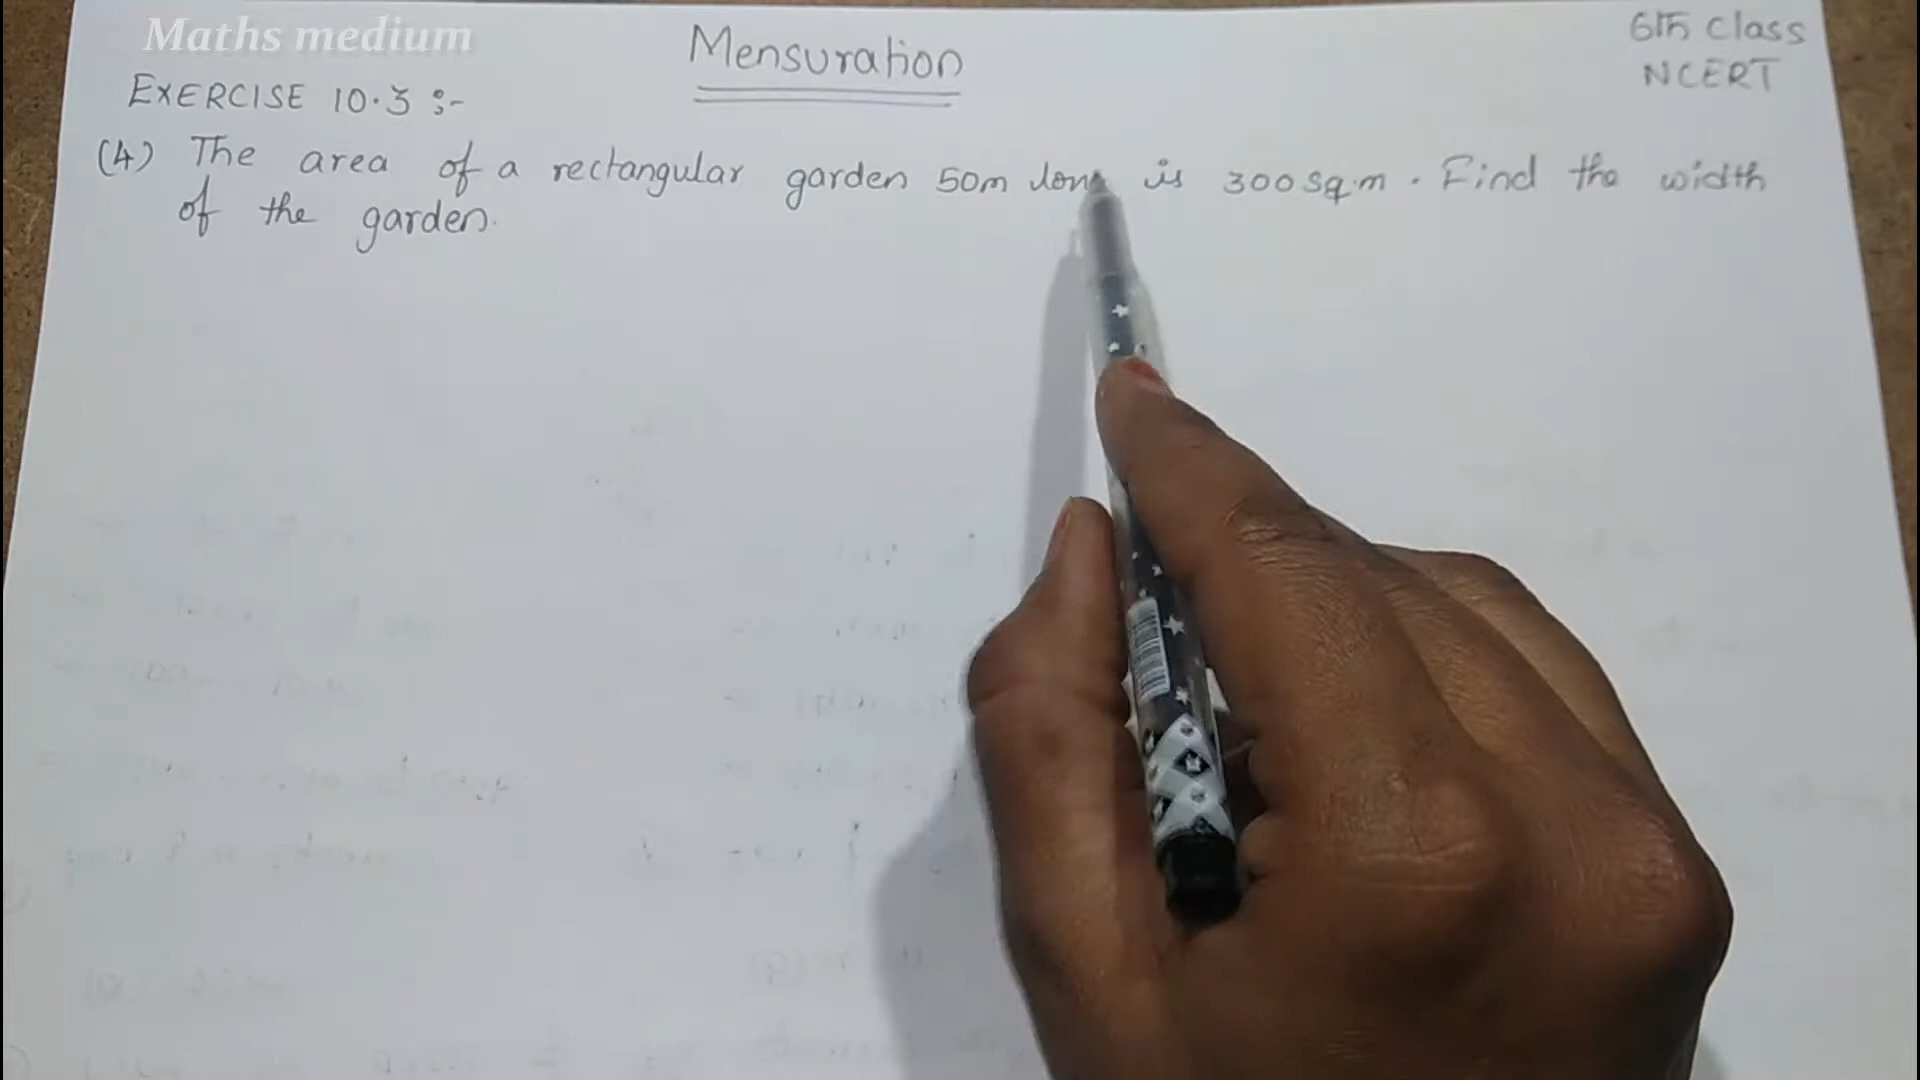 Maths medium
Mensuration
6th Class
NCERT
EXERCISE 10.3 :-
(4) The area of a rectangular garden 50m long is 300 Sq.m. Find the width
of the garden.